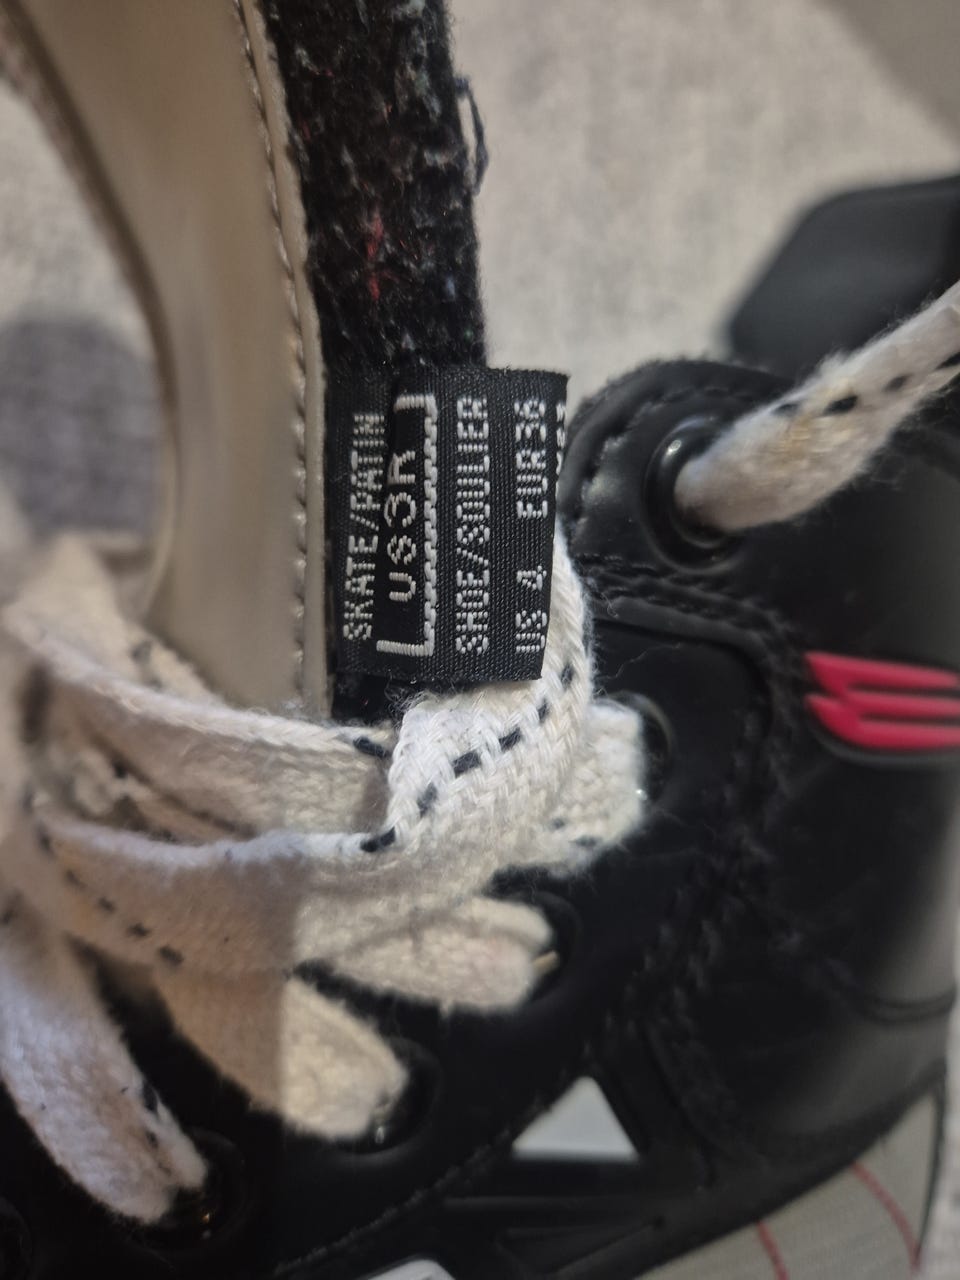 SKATE/PATIN
US3R
SHOE/SOULIER
US 4 EUR36